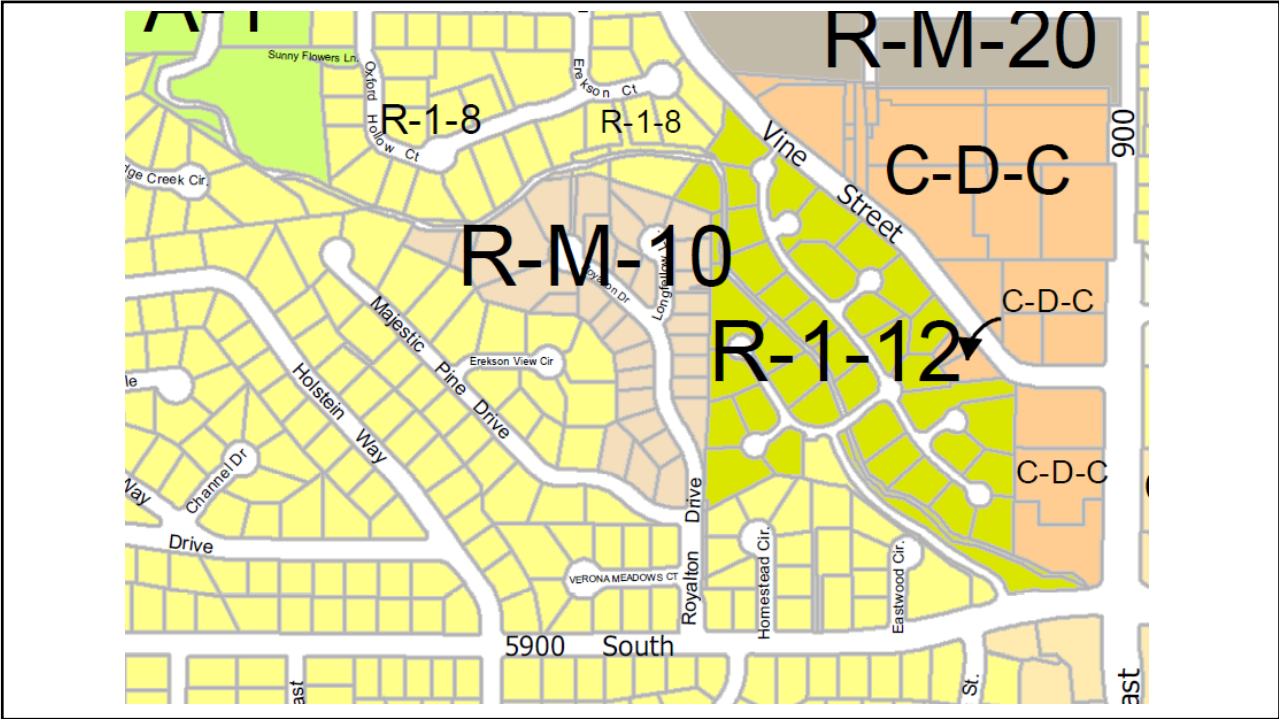 A-1
R-M-20
Sunny Flowers Ln.
Oxford Hollow Ct
Erekson Ct
R-1-8
R-1-8
Vine Street
900
C-D-C
dge Creek Cir.
R-M-10
Royalton Dr
Longfellow
C-D-C
Majestic Pine Drive
R-1-12
Erekson View Cir
Holstein Way
le
Channel Dr
C-D-C
Way
Drive
Royalton Drive
Homestead Cir.
Eastwood Cir.
VERONA MEADOWS CT
5900 South
ast
St.
ast